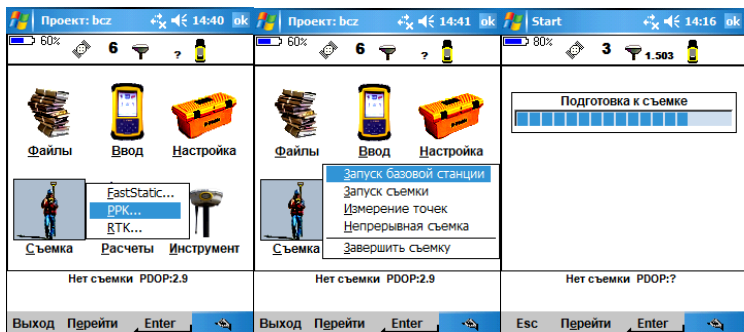 Проект: bcz 14:40 ok
60% 6 ?
Файлы Ввод Настройка
FastStatic...
PPK...
RTK...
Съемка Расчеты Инструмент
Нет съемки PDOP:2.9
Выход Перейти Enter
Проект: bcz 14:41 ok
60% 6 ?
Файлы Ввод Настройка
Запуск базовой станции
Запуск съемки
Измерение точек
Непрерывная съемка
Завершить съемку
Съемка
Нет съемки PDOP:2.9
Выход Перейти Enter
Start 14:16 ok
80% 3 1.503
Подготовка к съемке
Нет съемки PDOP:?
Esc Перейти Enter